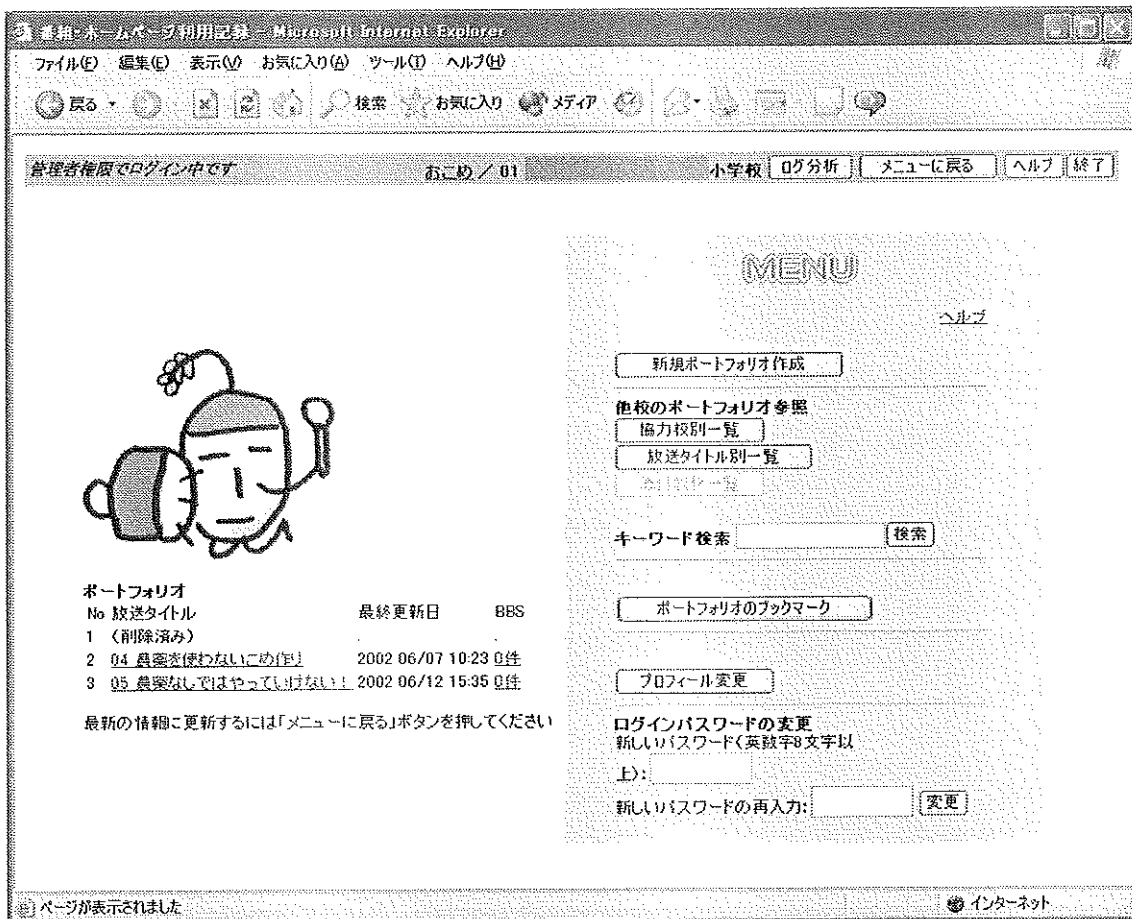 番組・ホームページ利用記録 - Microsoft Internet Explorer
ファイル(F) 編集(E) 表示(V) お気に入り(A) ツール(T) ヘルプ(H)
戻る 検索 お気に入り メディア
管理者権限でログイン中です おこめ / 01 小学校 ログ分析 メニューに戻る ヘルプ 終了
MENU
ヘルプ
新規ポートフォリオ作成
他校のポートフォリオ参照
協力校別一覧
放送タイトル別一覧
キーワード検索 検索
ポートフォリオ
No 放送タイトル 最終更新日 BBS
1 (削除済み) . .
2 04 農薬を使わないこめ作り 2002 06/07 10:23 0件
3 05 農薬なしではやっていけない! 2002 06/12 15:35 0件
最新の情報に更新するには「メニューに戻る」ボタンを押してください
ポートフォリオのブックマーク
プロフィール変更
ログインパスワードの変更
新しいパスワード(英数字8文字以
上):
新しいパスワードの再入力: 変更
ページが表示されました インターネット